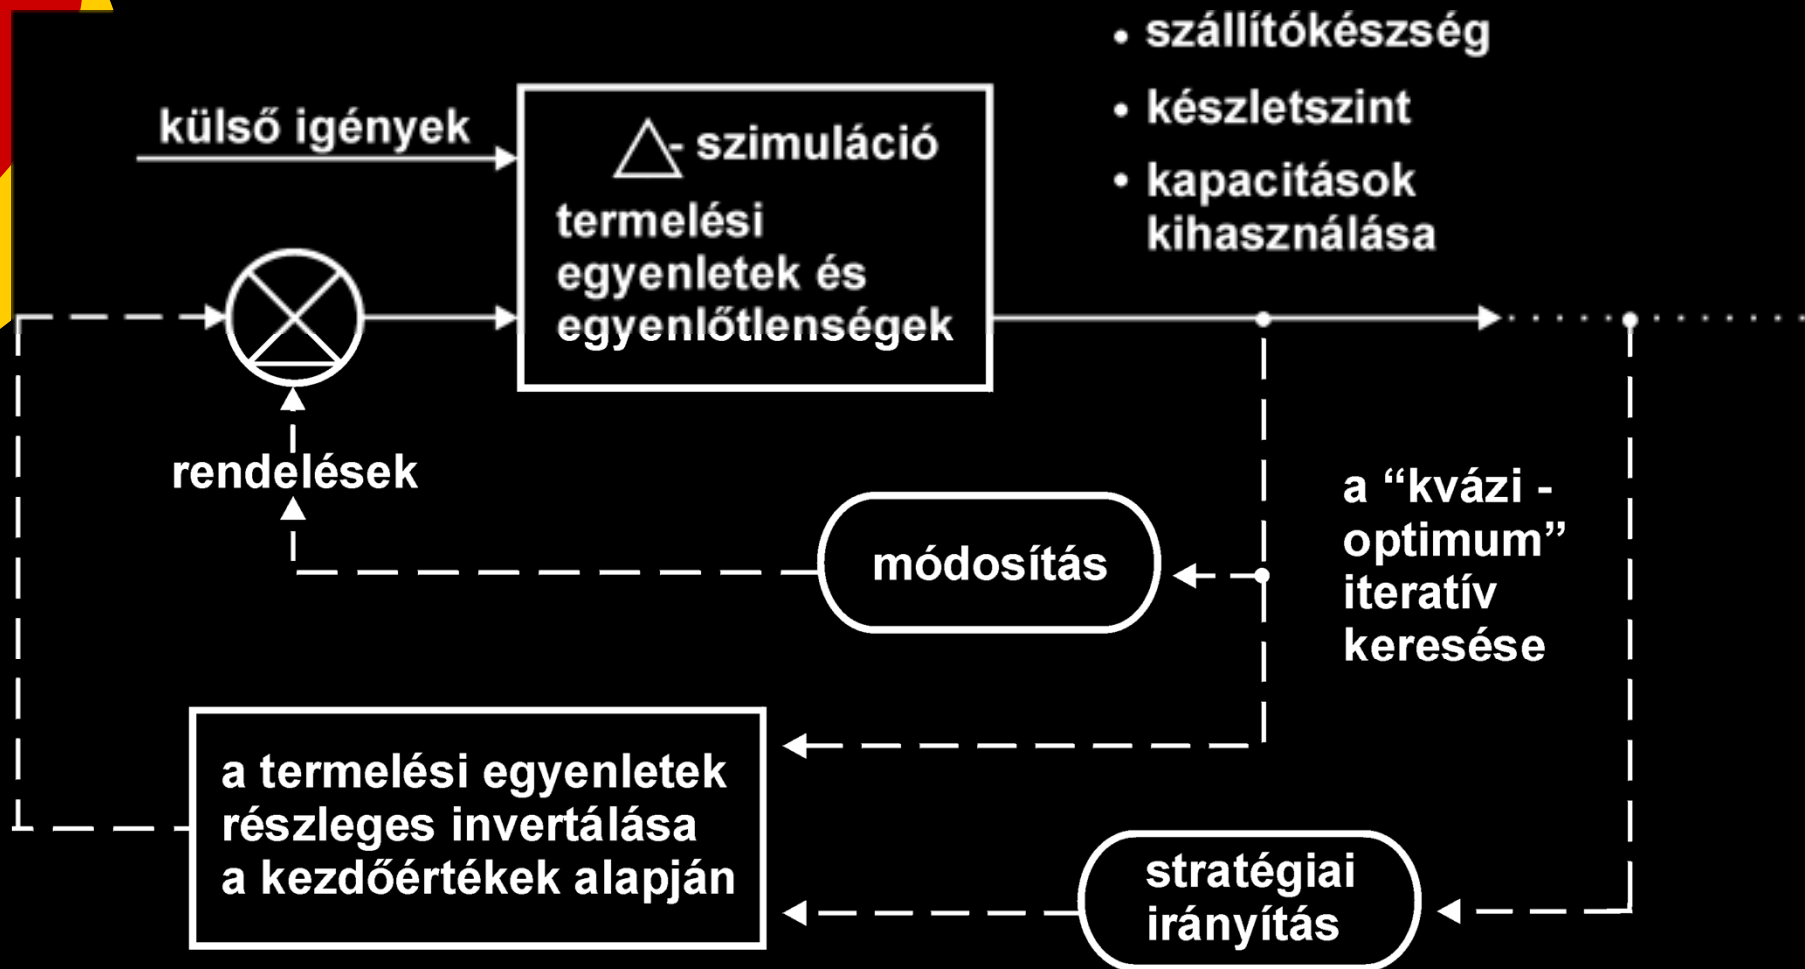 • szállítókészség
• készletszint
• kapacitások
kihasználása
külső igények
△- szimuláció
termelési
egyenletek és
egyenlőtlenségek
rendelések
módosítás
a “kvázi -
optimum”
iteratív
keresése
a termelési egyenletek
részleges invertálása
a kezdőértékek alapján
stratégiai
irányítás